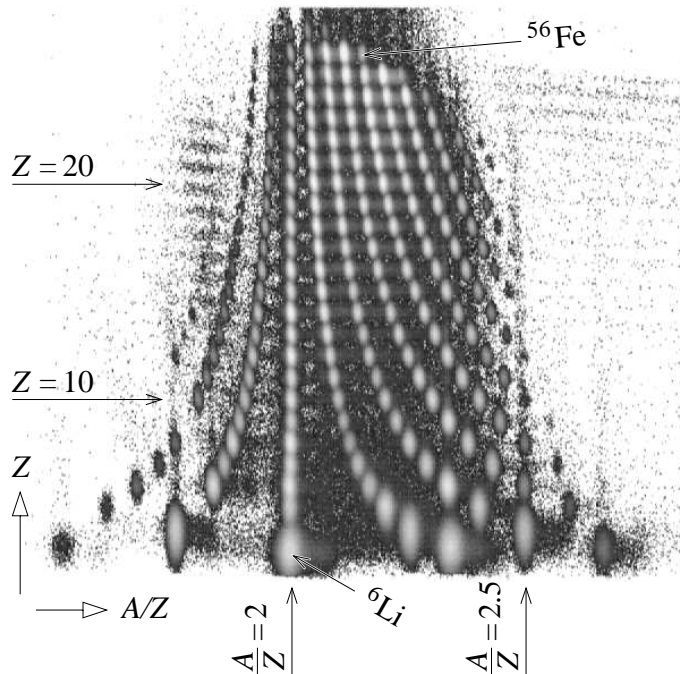 ⁵⁶Fe
Z = 20
Z = 10
Z
A/Z
⁶Li
A/Z = 2
A/Z = 2.5